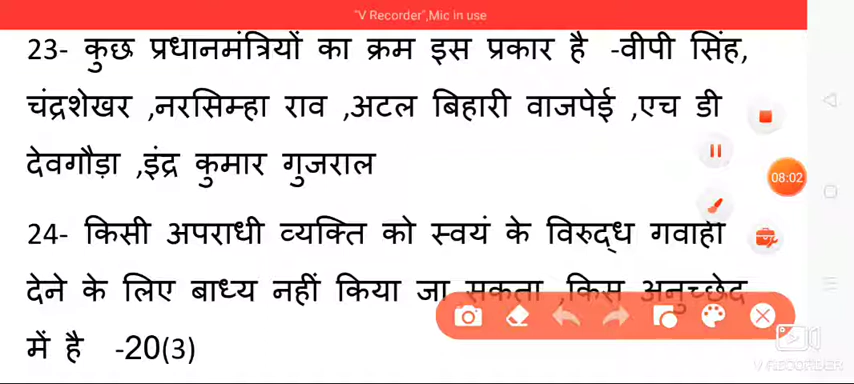 "V Recorder",Mic in use
23- कुछ प्रधानमंत्रियों का क्रम इस प्रकार है -वीपी सिंह,
चंद्रशेखर ,नरसिम्हा राव ,अटल बिहारी वाजपेई ,एच डी
देवगौड़ा ,इंद्र कुमार गुजराल
08:02
24- किसी अपराधी व्यक्ति को स्वयं के विरुद्ध गवाही
देने के लिए बाध्य नहीं किया जा सकता ,किस अनुच्छेद
में है -20(3)
V RECORDER